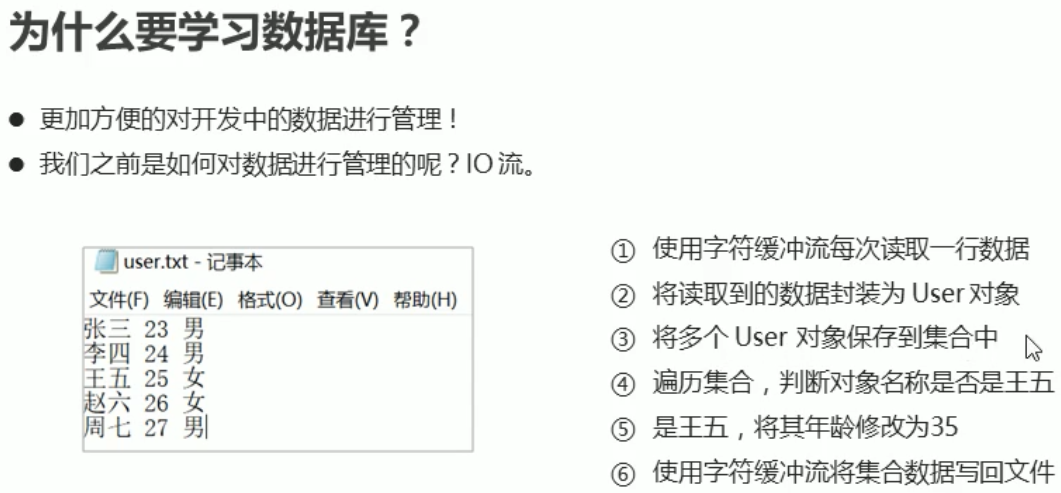 为什么要学习数据库？
● 更加方便的对开发中的数据进行管理！
● 我们之前是如何对数据进行管理的呢？IO 流。
user.txt - 记事本
文件(F) 编辑(E) 格式(O) 查看(V) 帮助(H)
张三 23 男
李四 24 男
王五 25 女
赵六 26 女
周七 27 男
① 使用字符缓冲流每次读取一行数据
② 将读取到的数据封装为 User 对象
③ 将多个 User 对象保存到集合中
④ 遍历集合，判断对象名称是否是王五
⑤ 是王五，将其年龄修改为35
⑥ 使用字符缓冲流将集合数据写回文件